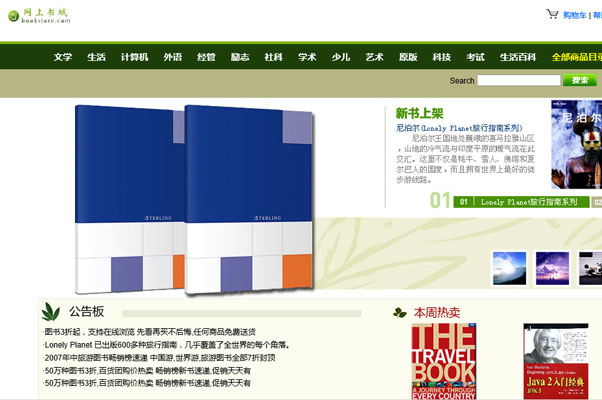 网上书城
bookstore.com
购物车 | 帮
文学 生活 计算机 外语 经管 励志 社科 学术 少儿 艺术 原版 科技 考试 生活百科 全部商品目录
Search 搜索
STERLING
STERLING
新书上架
尼泊尔(Lonely Planet旅行指南系列)
尼泊尔王国地处巍峨的喜马拉雅山区
，山地的冷气流与印度平原的暖气流在此
交汇。这里不仅是牦牛、雪人、佛塔和夏
尔巴人的国度，而且拥有世界上最好的徒
步游线路。
尼泊尔
01 01 | Lonely Planet旅行指南系列 02
公告板
·图书3折起，支持在线浏览 先看再买不后悔,任何商品免费送货
·Lonely Planet 已出版600多种旅行指南，几乎覆盖了全世界的每个角落。
·2007年中旅游图书畅销榜速递 中国游,世界游,旅游图书全部7折封顶
·50万种图书3折,百货团购价热卖 畅销榜新书速递,促销天天有
·50万种图书3折,百货团购价热卖 畅销榜新书速递,促销天天有
本周热卖
THE
TRAVEL
BOOK
A JOURNEY THROUGH
EVERY COUNTRY
Java 2入门经典